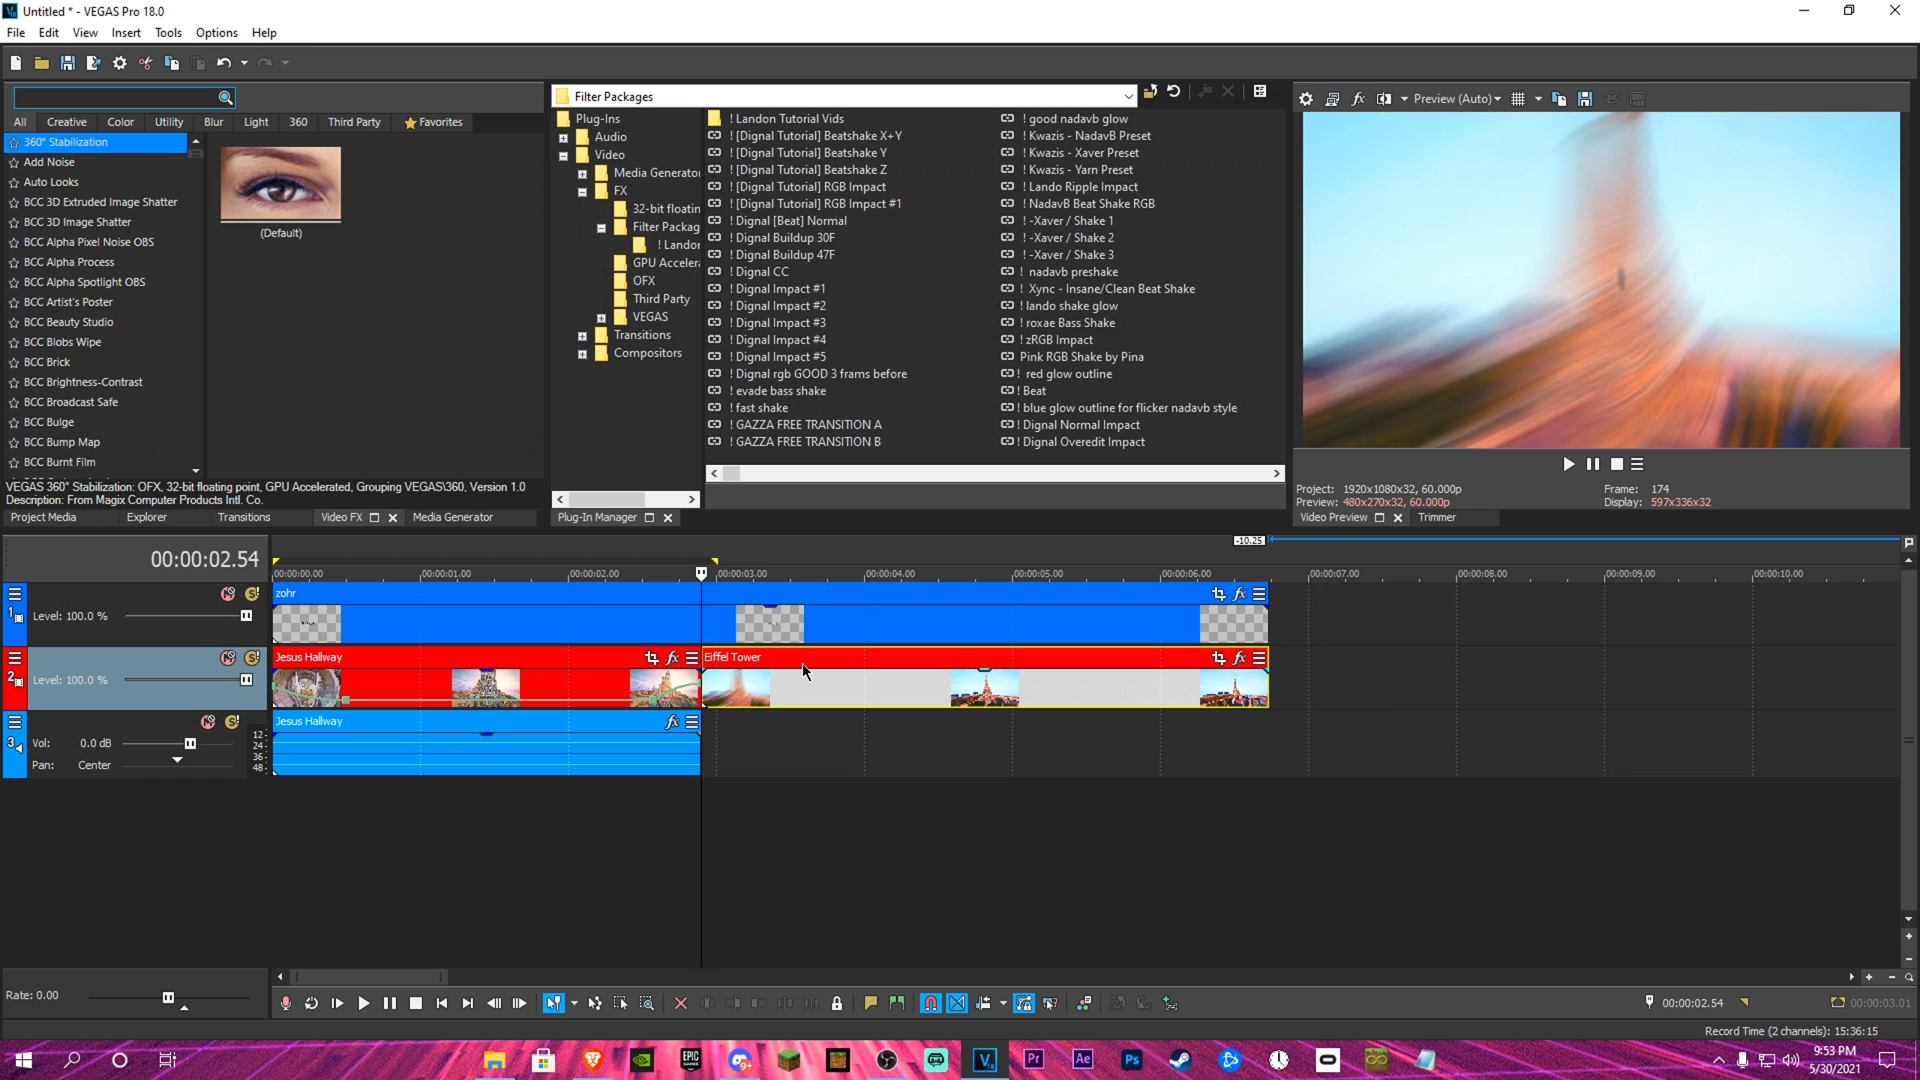 Untitled * - VEGAS Pro 18.0
File Edit View Insert Tools Options Help
Filter Packages
Preview (Auto)
All Creative Color Utility Blur Light 360 Third Party Favorites
360° Stabilization
Add Noise
Auto Looks
BCC 3D Extruded Image Shatter
BCC 3D Image Shatter
BCC Alpha Pixel Noise OBS
BCC Alpha Process
BCC Alpha Spotlight OBS
BCC Artist's Poster
BCC Beauty Studio
BCC Blobs Wipe
BCC Brick
BCC Brightness-Contrast
BCC Broadcast Safe
BCC Bulge
BCC Bump Map
BCC Burnt Film
(Default)
VEGAS 360° Stabilization: OFX, 32-bit floating point, GPU Accelerated, Grouping VEGAS\360, Version 1.0
Description: From Magix Computer Products Intl. Co.
Project Media Explorer Transitions Video FX Media Generator
Plug-Ins
Audio
Video
Media Generator
FX
32-bit floatin
Filter Packag
! Landon
GPU Acceler
OFX
Third Party
VEGAS
Transitions
Compositors
! Landon Tutorial Vids
! [Dignal Tutorial] Beatshake X+Y
! [Dignal Tutorial] Beatshake Y
! [Dignal Tutorial] Beatshake Z
! [Dignal Tutorial] RGB Impact
! [Dignal Tutorial] RGB Impact #1
! Dignal [Beat] Normal
! Dignal Buildup 30F
! Dignal Buildup 47F
! Dignal CC
! Dignal Impact #1
! Dignal Impact #2
! Dignal Impact #3
! Dignal Impact #4
! Dignal Impact #5
! Dignal rgb GOOD 3 frams before
! evade bass shake
! fast shake
! GAZZA FREE TRANSITION A
! GAZZA FREE TRANSITION B
! good nadavb glow
! Kwazis - NadavB Preset
! Kwazis - Xaver Preset
! Kwazis - Yarn Preset
! Lando Ripple Impact
! NadavB Beat Shake RGB
! -Xaver / Shake 1
! -Xaver / Shake 2
! -Xaver / Shake 3
! nadavb preshake
! Xync - Insane/Clean Beat Shake
! lando shake glow
! roxae Bass Shake
! zRGB Impact
Pink RGB Shake by Pina
! red glow outline
! Beat
! blue glow outline for flicker nadavb style
! Dignal Normal Impact
! Dignal Overedit Impact
Plug-In Manager
Project: 1920x1080x32, 60.000p
Preview: 480x270x32, 60.000p
Frame: 174
Display: 597x336x32
Video Preview Trimmer
-10.25
00:00:02.54
00:00:00.00 00:00:01.00 00:00:02.00 00:00:03.00 00:00:04.00 00:00:05.00 00:00:06.00 00:00:07.00 00:00:08.00 00:00:09.00 00:00:10.00
1
Level: 100.0 %
zohr
2
Level: 100.0 %
Jesus Hallway
Eiffel Tower
3
Vol: 0.0 dB
Pan: Center
12
24
36
48
Jesus Hallway
Rate: 0.00
00:00:02.54
00:00:03.01
Record Time (2 channels): 15:36:15
9:53 PM
5/30/2021